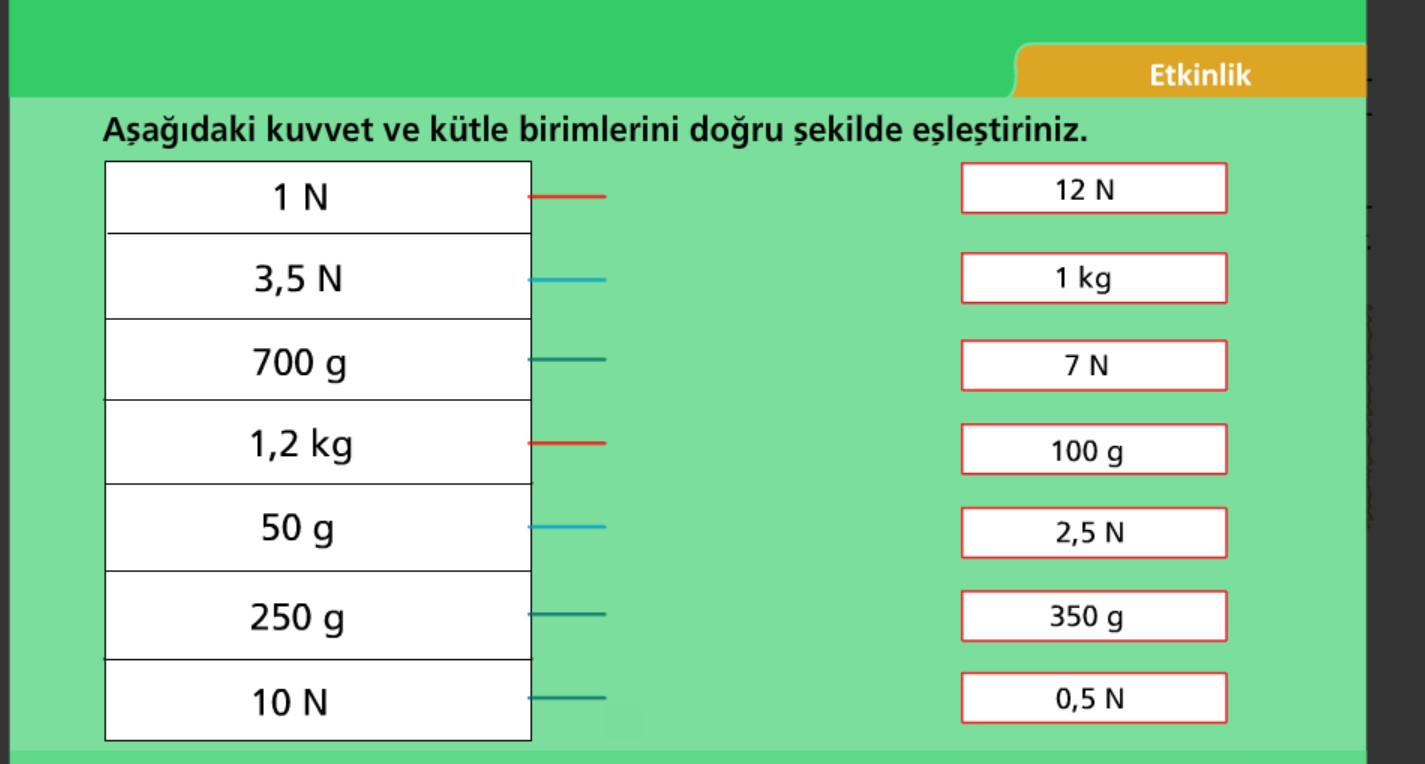 Etkinlik
Aşağıdaki kuvvet ve kütle birimlerini doğru şekilde eşleştiriniz.
1 N
12 N
3,5 N
1 kg
700 g
7 N
1,2 kg
100 g
50 g
2,5 N
250 g
350 g
10 N
0,5 N